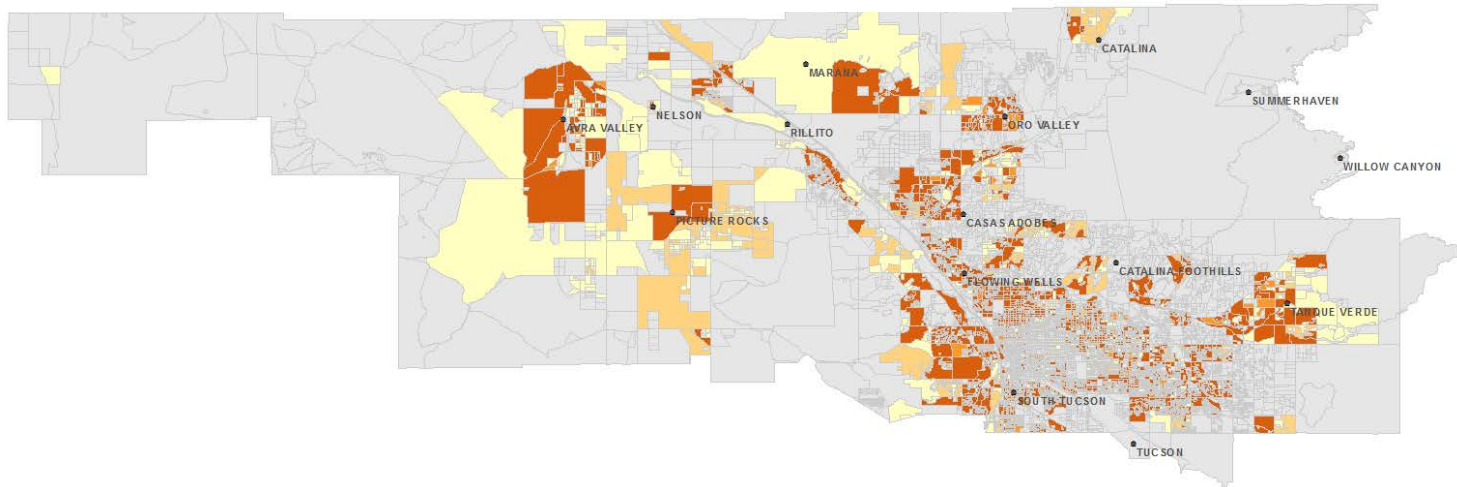 CATALINA
MARANA
SUMMERHAVEN
NELSON
AVRA VALLEY
RILLITO
ORO VALLEY
WILLOW CANYON
PICTURE ROCKS
CASAS ADOBES
CATALINA FOOTHILLS
FLOWING WELLS
TANQUE VERDE
SOUTH TUCSON
TUCSON